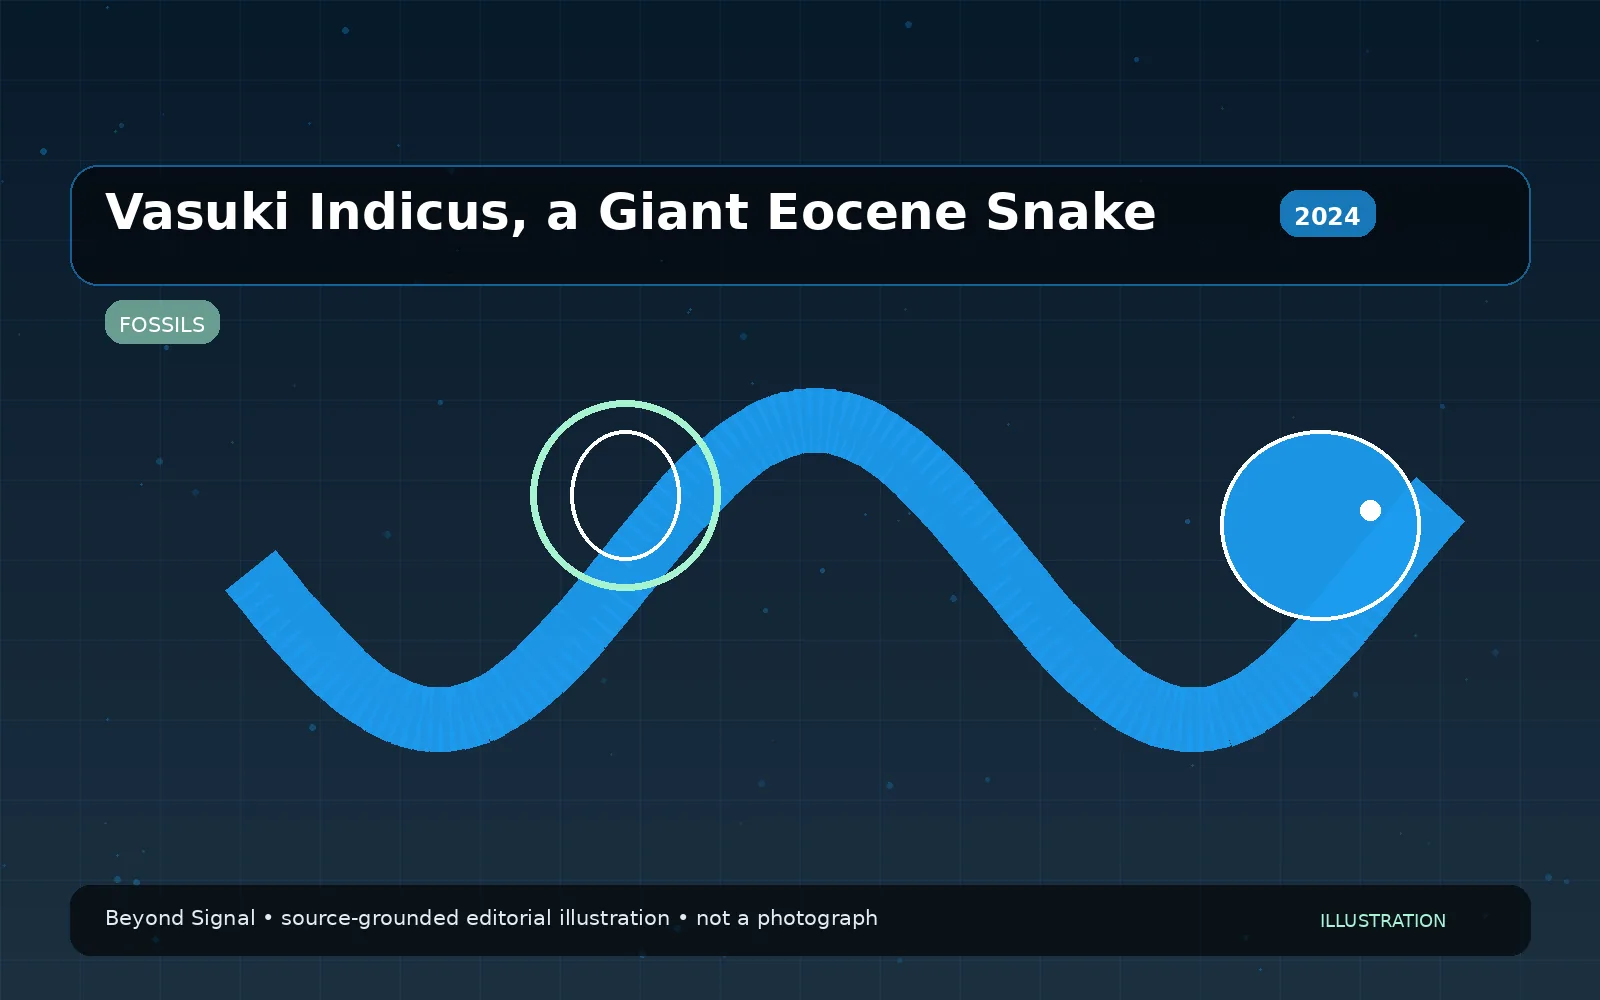 Vasuki Indicus, a Giant Eocene Snake
2024
FOSSILS
Beyond Signal • source-grounded editorial illustration • not a photograph
ILLUSTRATION